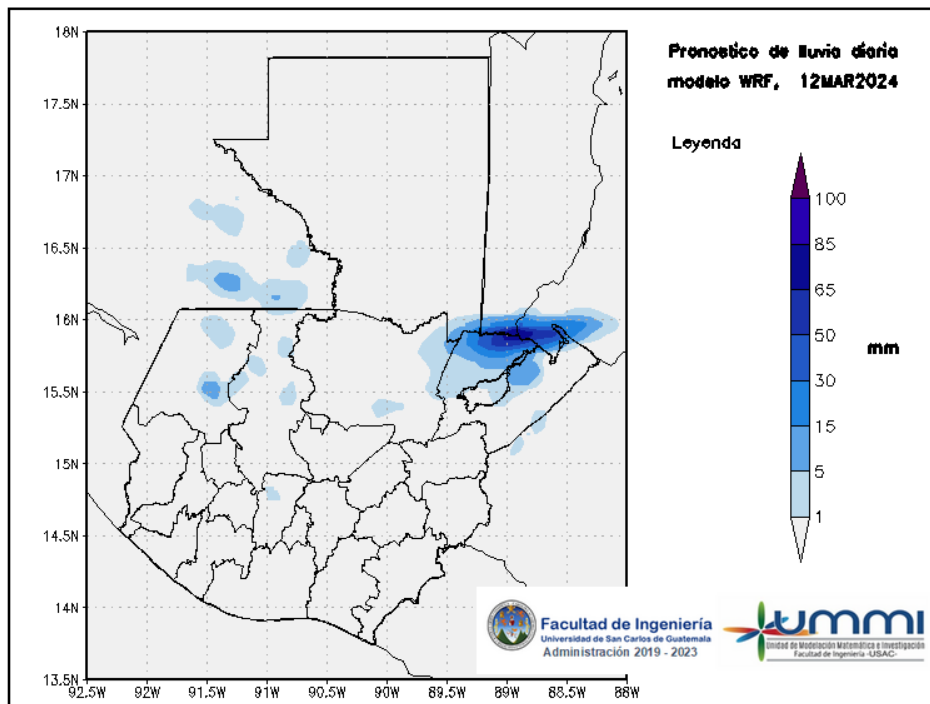 Pronostico de lluvia diaria
modelo WRF, 12MAR2024
Leyenda
100
85
65
50
30
15
5
1
mm
18N
17.5N
17N
16.5N
16N
15.5N
15N
14.5N
14N
13.5N
92.5W 92W 91.5W 91W 90.5W 90W 89.5W 89W 88.5W 88W
Facultad de Ingeniería
Universidad de San Carlos de Guatemala
Administración 2019 - 2023
ummi
Unidad de Modelación Matemática e Investigación
Facultad de Ingeniería -USAC-